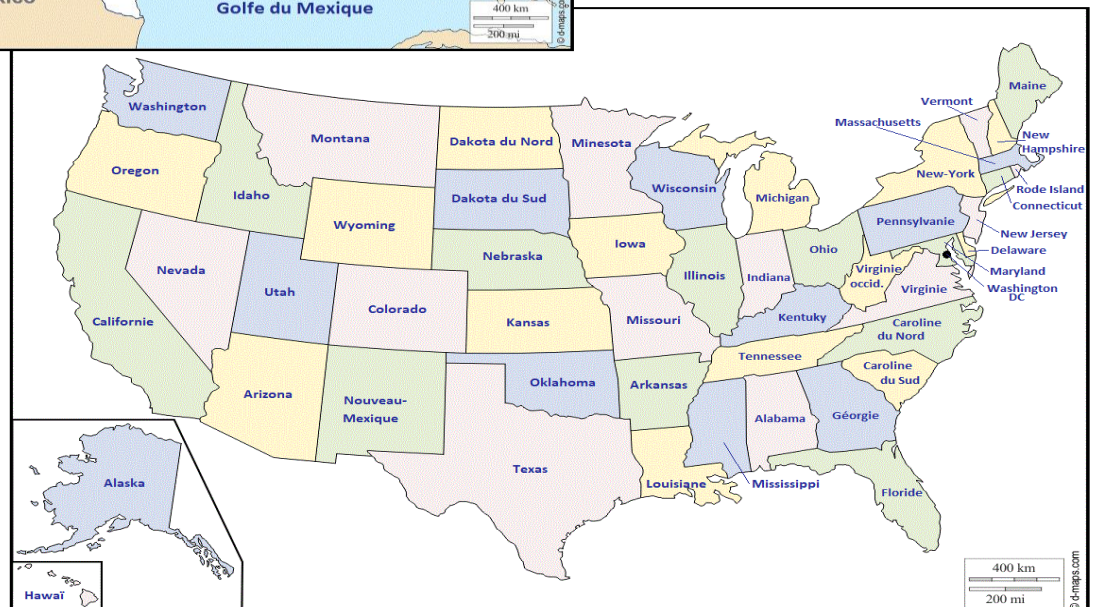 Golfe du Mexique
400 km
200 mi
© d-maps.com
Washington
Montana
Dakota du Nord
Minesota
Maine
Vermont
Massachusetts
New
Hampshire
Oregon
Idaho
Wyoming
Dakota du Sud
Wisconsin
Michigan
New-York
Rode Island
Connecticut
Pennsylvanie
New Jersey
Delaware
Maryland
Washington
DC
Nevada
Utah
Colorado
Nebraska
Iowa
Illinois
Indiana
Ohio
Virginie
occid.
Virginie
Californie
Kansas
Missouri
Kentuky
Caroline
du Nord
Tennessee
Caroline
du Sud
Arizona
Nouveau-
Mexique
Oklahoma
Arkansas
Alabama
Géorgie
Texas
Louisiane
Mississippi
Floride
Alaska
Hawaï
400 km
200 mi
© d-maps.com